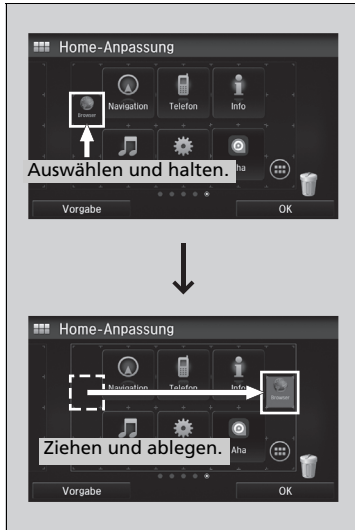 Home-Anpassung
Browser
Navigation
Telefon
Info
ha
Auswählen und halten.
Vorgabe
OK
Home-Anpassung
Navigation
Telefon
Info
Browser
Aha
Ziehen und ablegen.
Vorgabe
OK